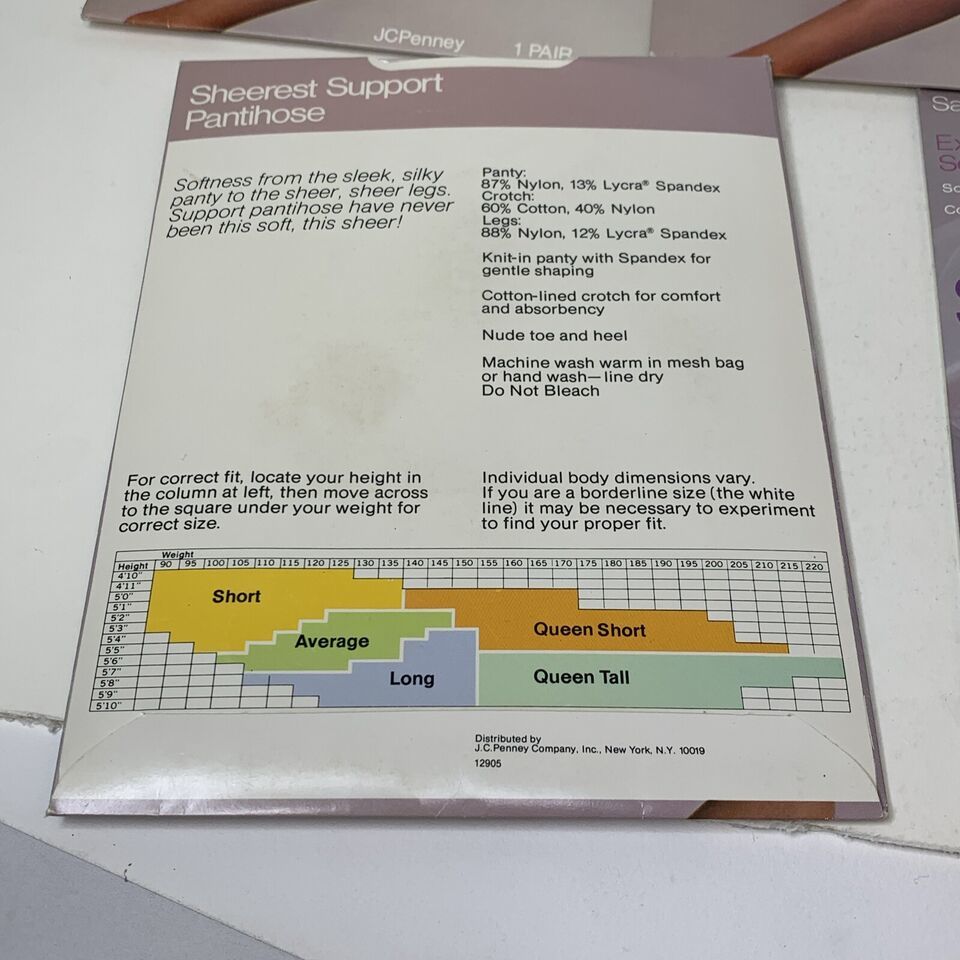 JCPenney 1 PAIR
Sheerest Support
Pantihose
Softness from the sleek, silky
panty to the sheer, sheer legs.
Support pantihose have never
been this soft, this sheer!
Panty:
87% Nylon, 13% Lycra® Spandex
Crotch:
60% Cotton, 40% Nylon
Legs:
88% Nylon, 12% Lycra® Spandex
Knit-in panty with Spandex for
gentle shaping
Cotton-lined crotch for comfort
and absorbency
Nude toe and heel
Machine wash warm in mesh bag
or hand wash—line dry
Do Not Bleach
For correct fit, locate your height in
the column at left, then move across
to the square under your weight for
correct size.
Individual body dimensions vary.
If you are a borderline size (the white
line) it may be necessary to experiment
to find your proper fit.
Weight
Height 90 95 100 105 110 115 120 125 130 135 140 145 150 155 160 165 170 175 180 185 190 195 200 205 210 215 220
4'10"
4'11"
5'0"
5'1"
5'2"
5'3"
5'4"
5'5"
5'6"
5'7"
5'8"
5'9"
5'10"
Short
Average
Long
Queen Short
Queen Tall
Distributed by
J.C.Penney Company, Inc., New York, N.Y. 10019
12905